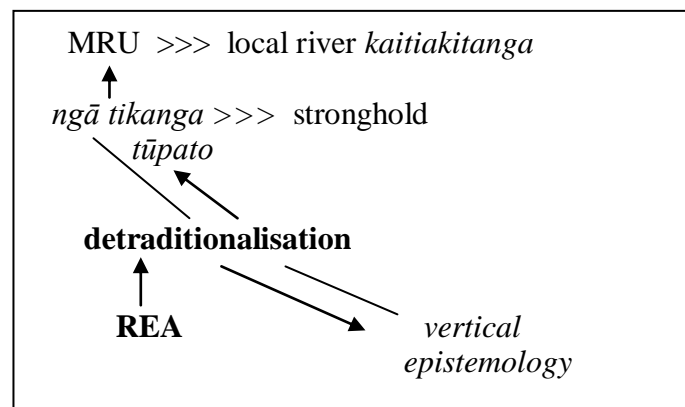 MRU >>> local river kaitiakitanga
ngā tikanga >>> stronghold
tūpato
detraditionalisation
REA
vertical
epistemology